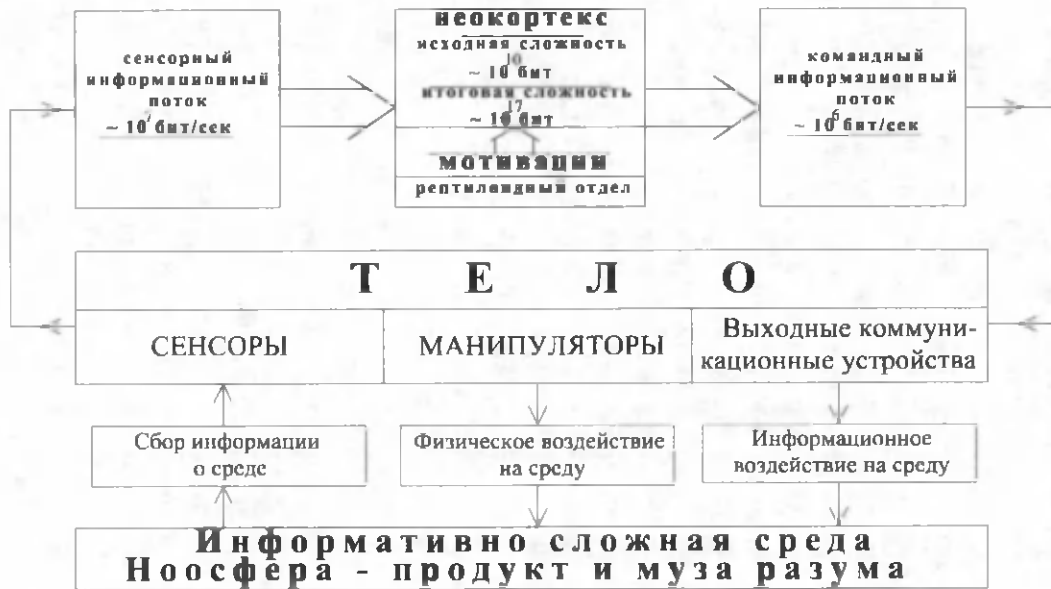 сенсорный
информационный
поток
~ 10⁷ бит/сек
неокортекс
исходная сложность
~ 10¹⁰ бит
итоговая сложность
~ 10¹⁷ бит
мотивации
рептилоидный отдел
командный
информационный
поток
~ 10⁶ бит/сек
ТЕЛО
СЕНСОРЫ
МАНИПУЛЯТОРЫ
Выходные коммуни-
кационные устройства
Сбор информации
о среде
Физическое воздействие
на среду
Информационное
воздействие на среду
Информативно сложная среда
Ноосфера - продукт и муза разума